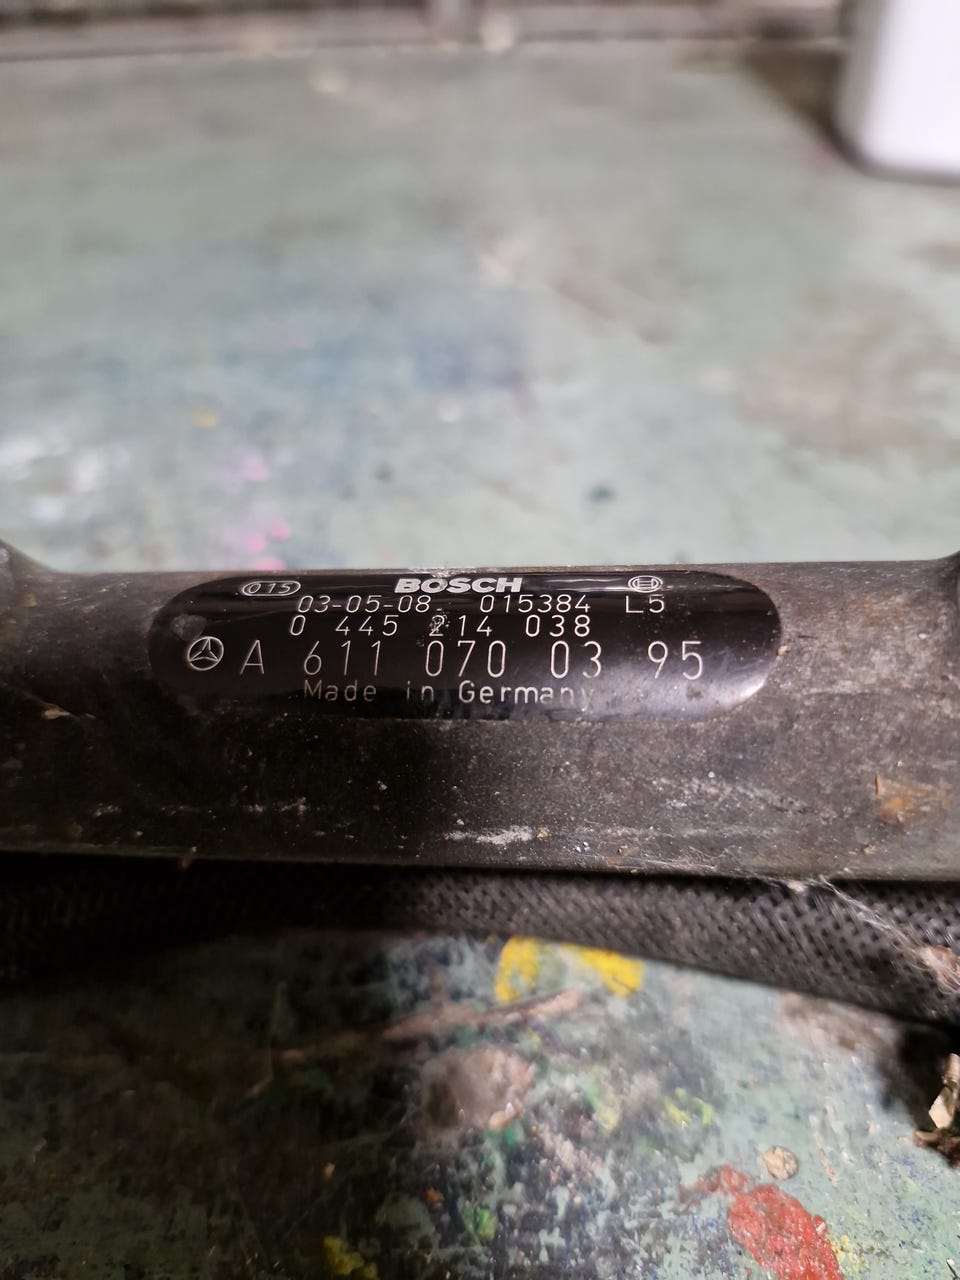 015 BOSCH
03-05-08 015384 L5
0 445 214 038
A 611 070 03 95
Made in Germany